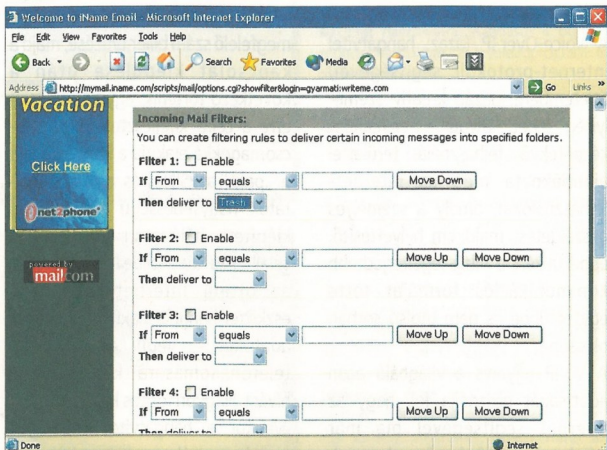 Welcome to iName Email - Microsoft Internet Explorer
File Edit View Favorites Tools Help
Back Search Favorites Media
Address http://mymail.iname.com/scripts/mail/options.cgi?showfilter&login=gyarmati:writeme.com Go Links »
Vacation
Click Here
net2phone
powered by
mail.com
Incoming Mail Filters:
You can create filtering rules to deliver certain incoming messages into specified folders.
Filter 1: Enable
If From equals Move Down
Then deliver to Trash
Filter 2: Enable
If From equals Move Up Move Down
Then deliver to
Filter 3: Enable
If From equals Move Up Move Down
Then deliver to
Filter 4: Enable
If From equals Move Up Move Down
Then deliver to
Done Internet